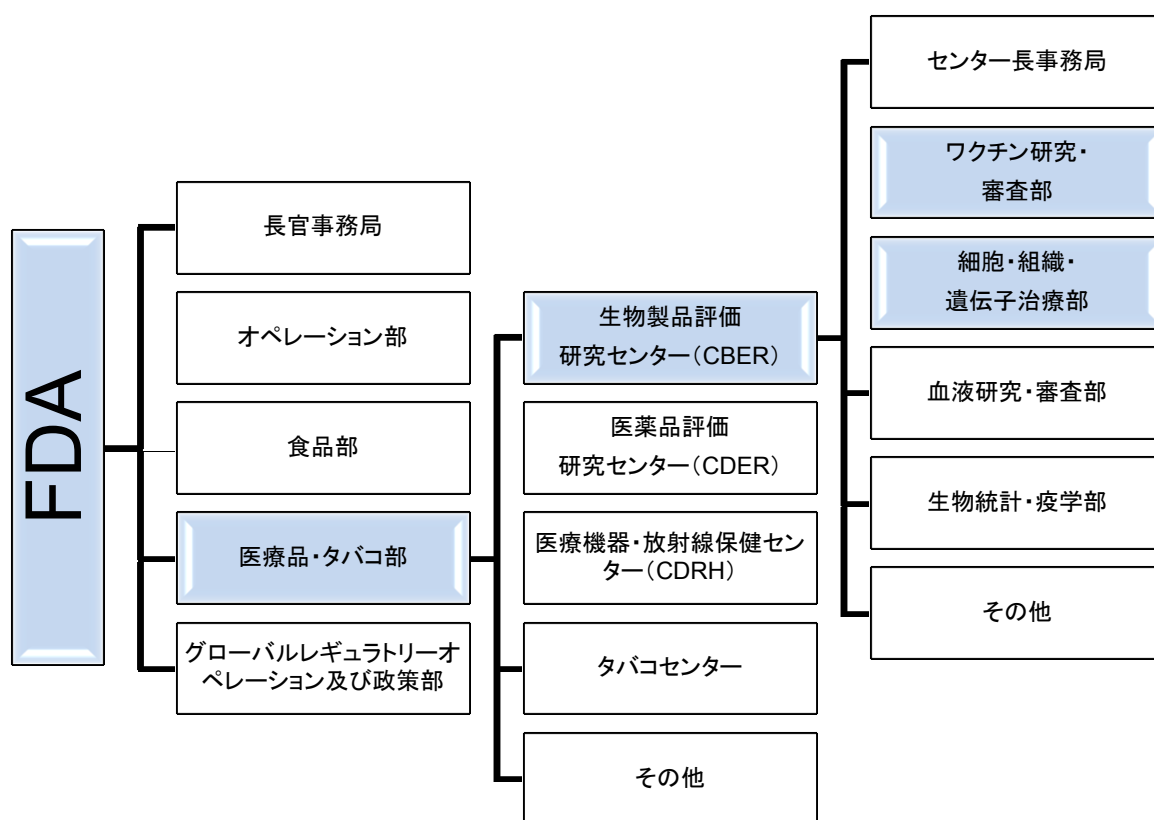 FDA
長官事務局
オペレーション部
食品部
医療品・タバコ部
グローバルレギュラトリーオ
ペレーション及び政策部
生物製品評価
研究センター（CBER）
医薬品評価
研究センター（CDER）
医療機器・放射線保健セン
ター（CDRH）
タバコセンター
その他
センター長事務局
ワクチン研究・
審査部
細胞・組織・
遺伝子治療部
血液研究・審査部
生物統計・疫学部
その他